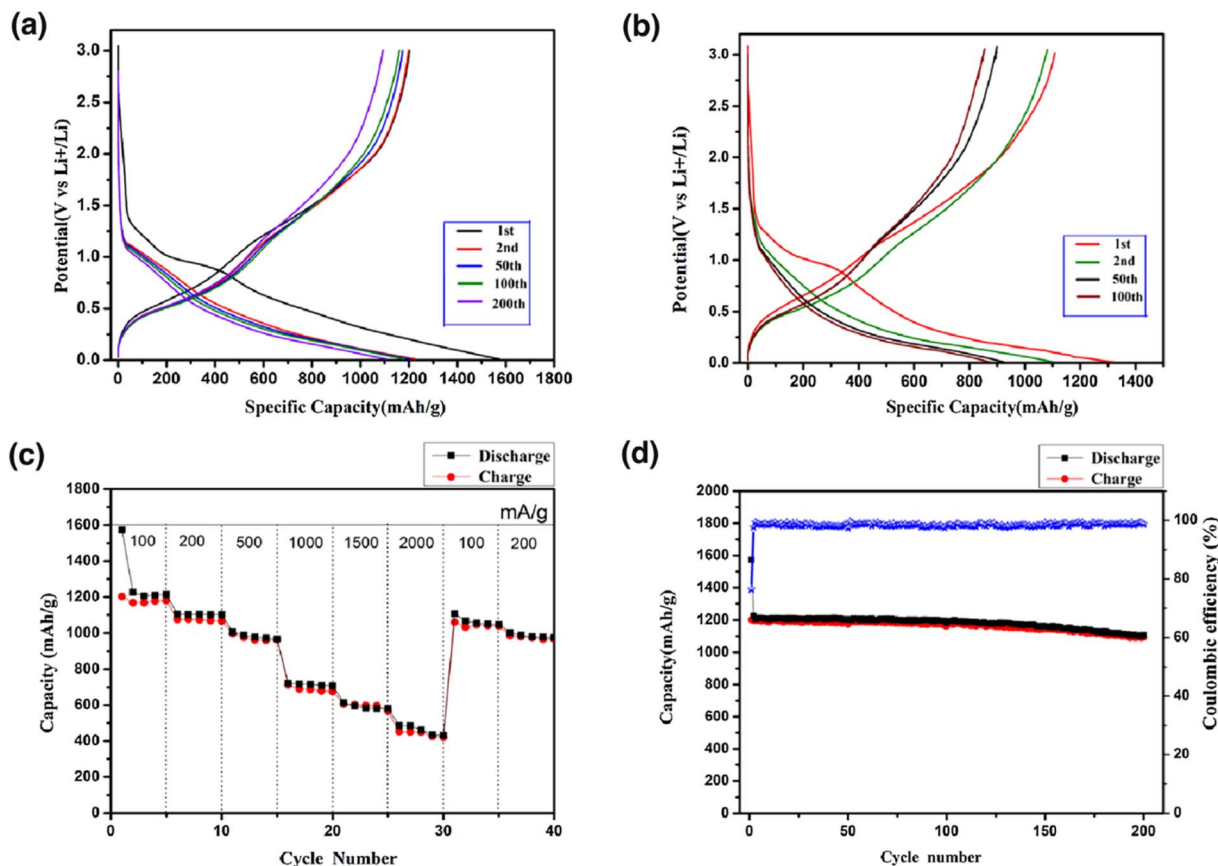 (a)
Potential(V vs Li+/Li)
3.0
2.5
2.0
1.5
1.0
0.5
0.0
1st
2nd
50th
100th
200th
0 200 400 600 800 1000 1200 1400 1600 1800
Specific Capacity(mAh/g)
(b)
Potential(V vs Li+/Li)
3.0
2.5
2.0
1.5
1.0
0.5
0.0
1st
2nd
50th
100th
0 200 400 600 800 1000 1200 1400
Specific Capacity(mAh/g)
(c)
Discharge
Charge
Capacity (mAh/g)
1800
1600
1400
1200
1000
800
600
400
200
0
mA/g
100 200 500 1000 1500 2000 100 200
0 10 20 30 40
Cycle Number
(d)
Discharge
Charge
Capacity(mAh/g)
2000
1800
1600
1400
1200
1000
800
600
400
200
0
100
80
60
40
20
0
Coulombic efficiency (%)
0 50 100 150 200
Cycle number